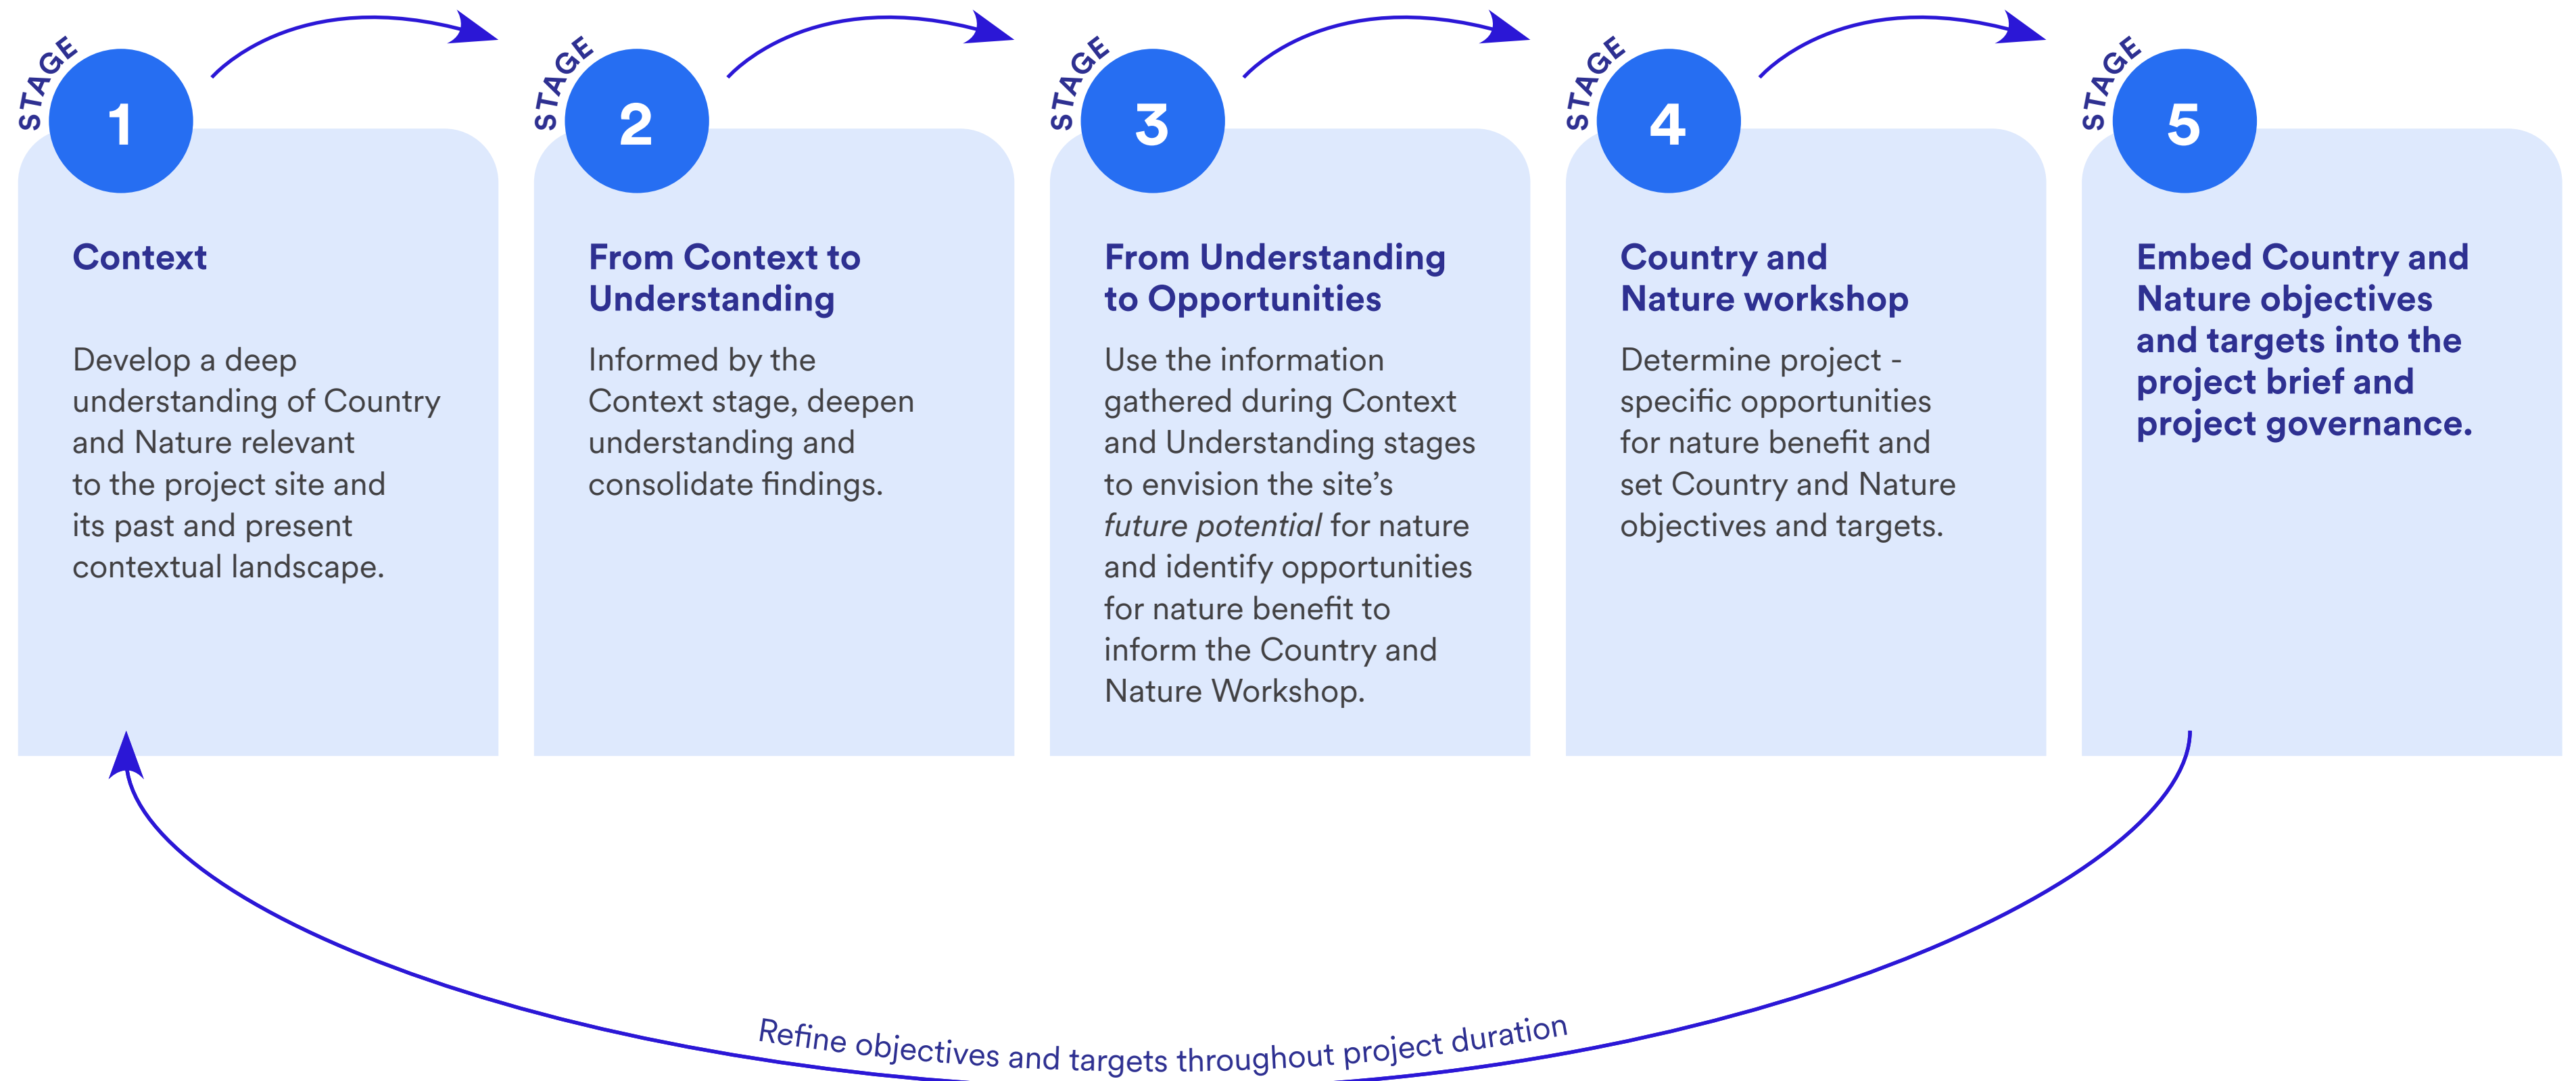 STAGE
1
Context
Develop a deep
understanding of Country
and Nature relevant
to the project site and
its past and present
contextual landscape.
STAGE
2
From Context to
Understanding
Informed by the
Context stage, deepen
understanding and
consolidate findings.
STAGE
3
From Understanding
to Opportunities
Use the information
gathered during Context
and Understanding stages
to envision the site’s
future potential for nature
and identify opportunities
for nature benefit to
inform the Country and
Nature Workshop.
STAGE
4
Country and
Nature workshop
Determine project -
specific opportunities
for nature benefit and
set Country and Nature
objectives and targets.
STAGE
5
Embed Country and
Nature objectives
and targets into the
project brief and
project governance.
Refine objectives and targets throughout project duration